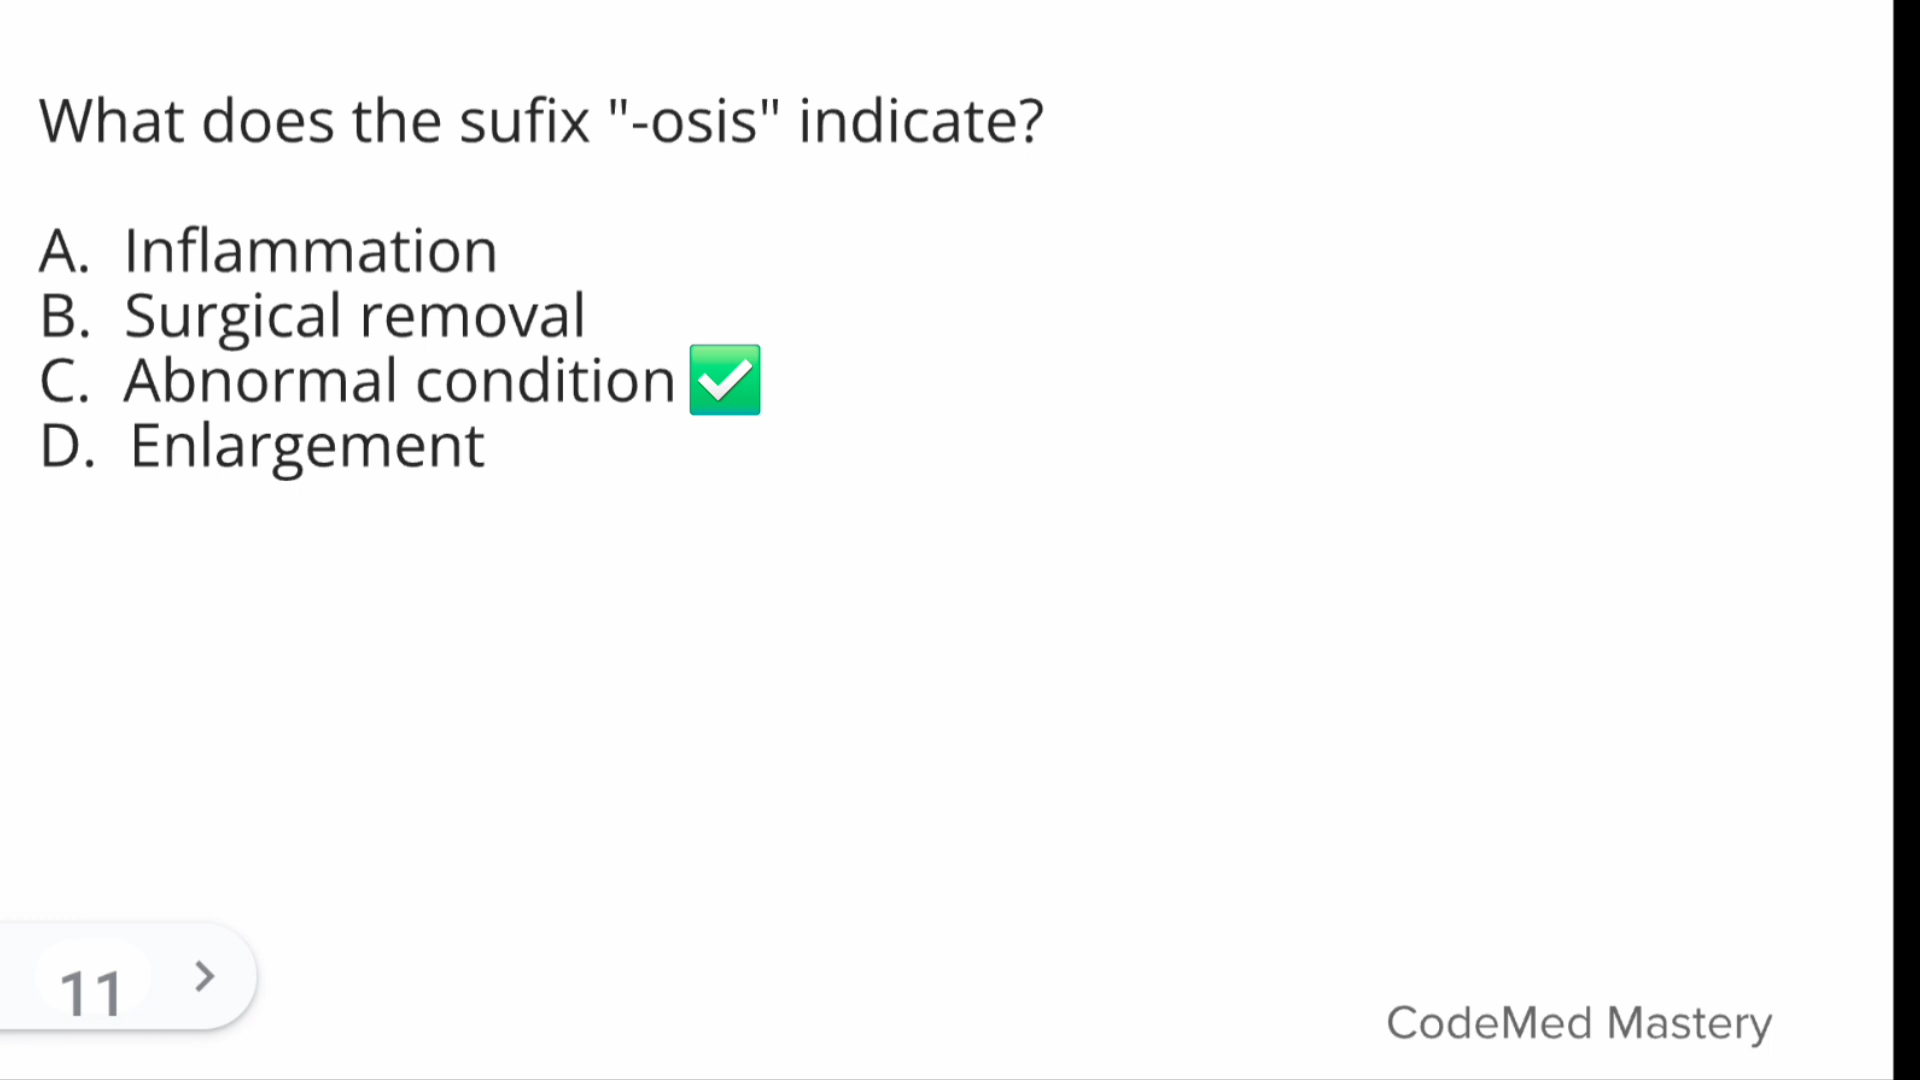 What does the sufix "-osis" indicate?
A. Inflammation
B. Surgical removal
C. Abnormal condition ✅
D. Enlargement
11 >
CodeMed Mastery